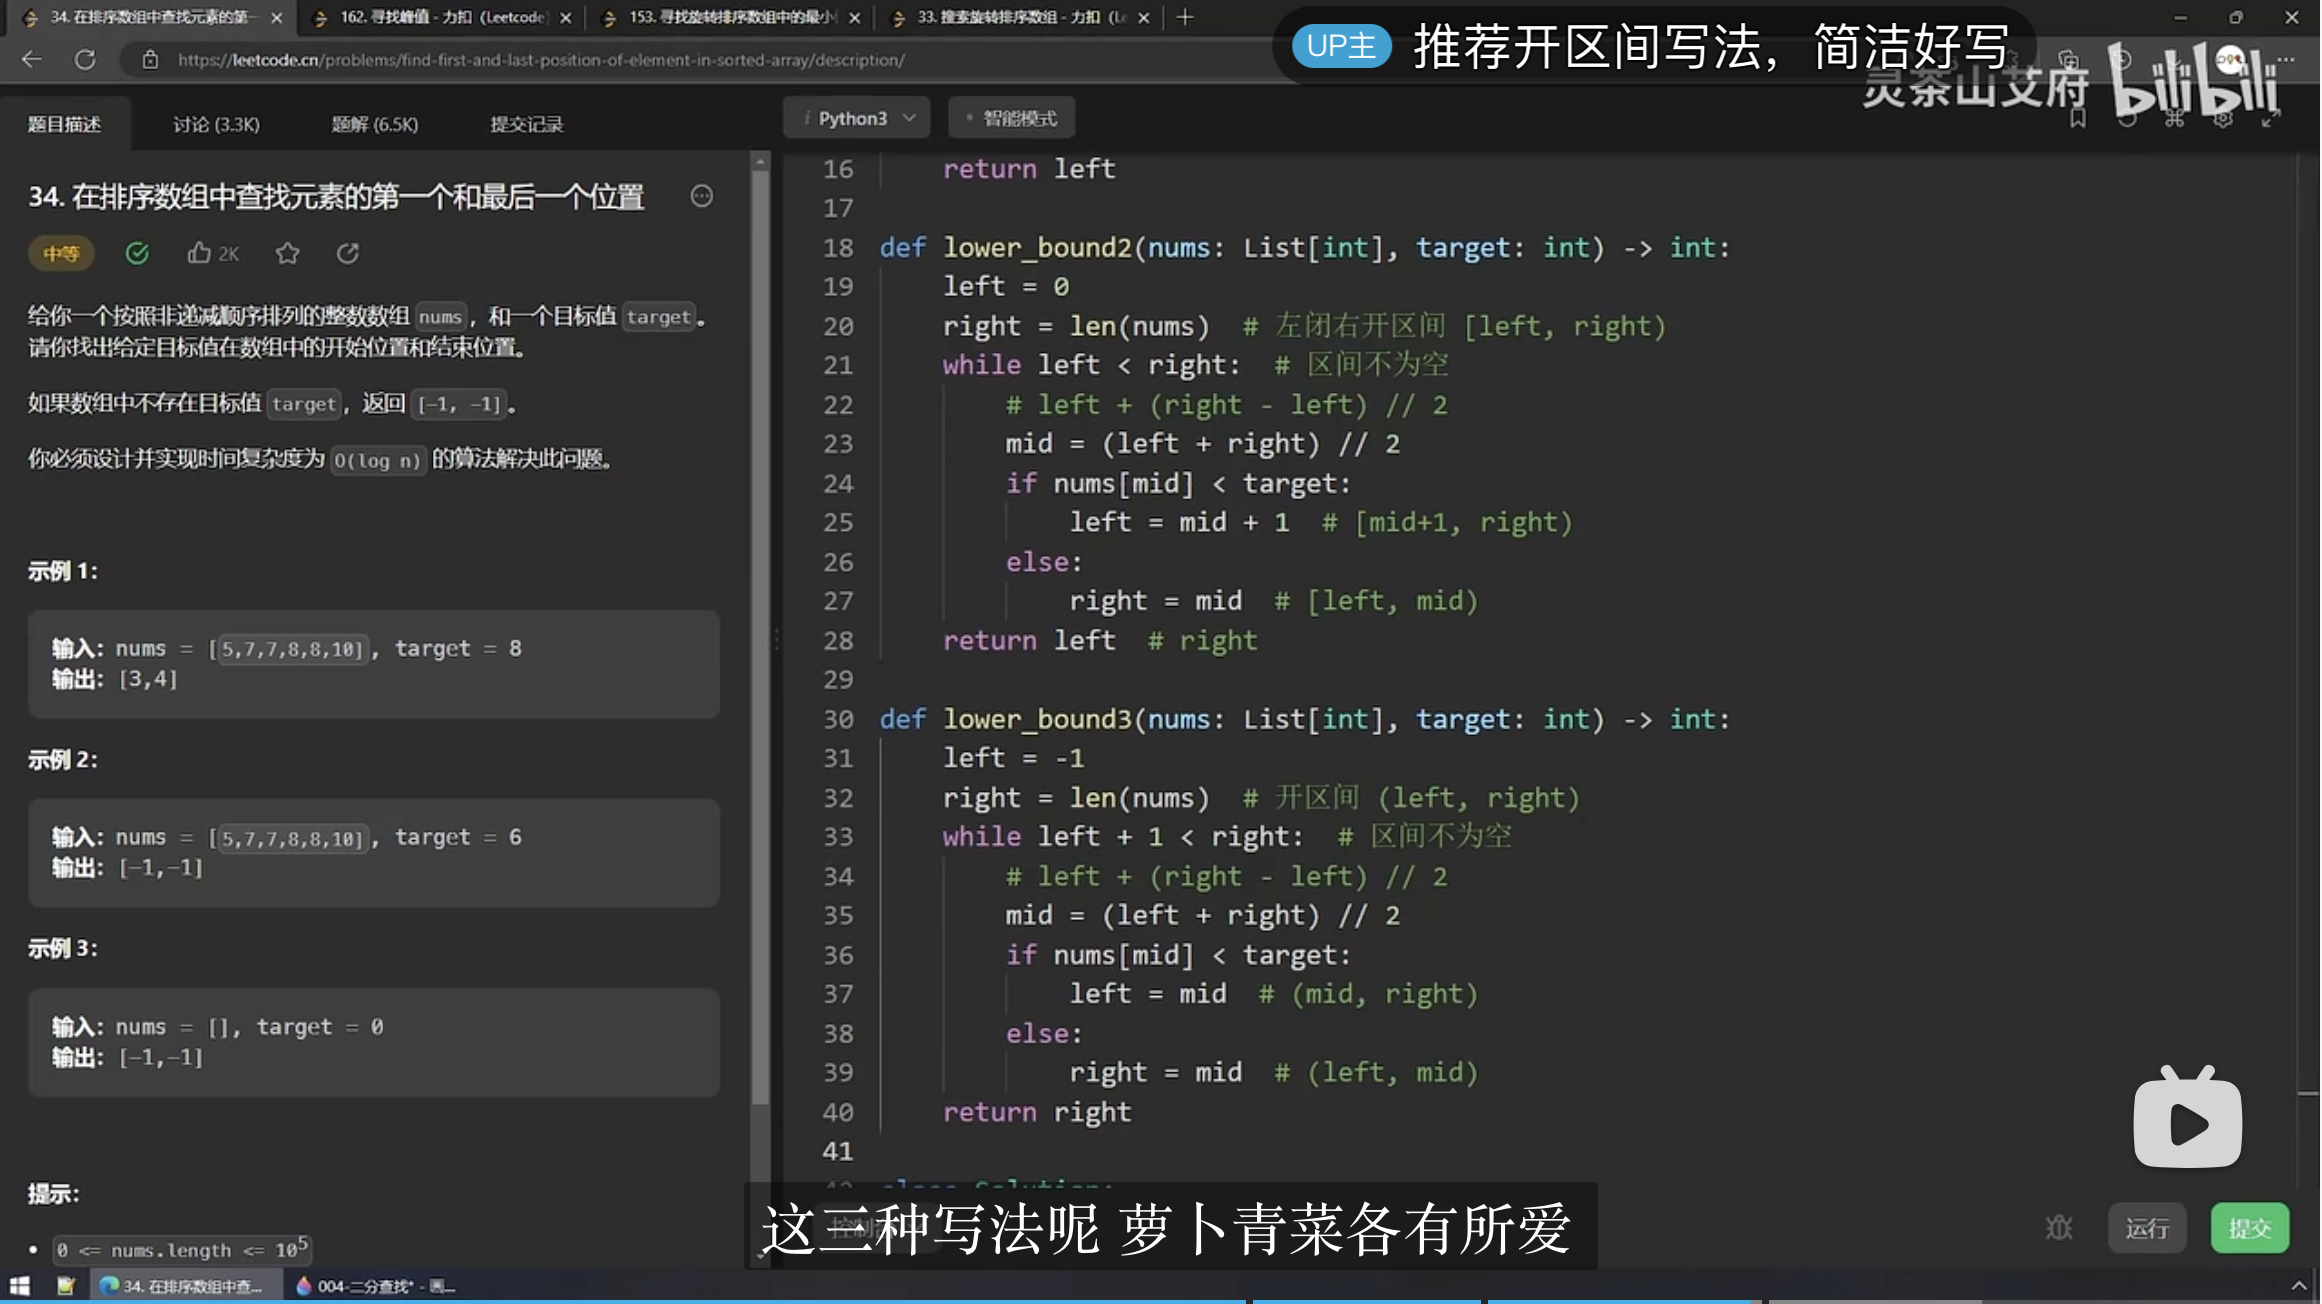 34. 在排序数组中查找元素的第一
162. 寻找峰值 - 力扣（Leetcode）
153. 寻找旋转排序数组中的最小
33. 搜索旋转排序数组 - 力扣（Le
UP主 推荐开区间写法，简洁好写
https://leetcode.cn/problems/find-first-and-last-position-of-element-in-sorted-array/description/
灵茶山艾府 bilibili
题目描述
讨论 (3.3K)
题解 (6.5K)
提交记录
34. 在排序数组中查找元素的第一个和最后一个位置
中等
2K
给你一个按照非递减顺序排列的整数数组 nums，和一个目标值 target。
请你找出给定目标值在数组中的开始位置和结束位置。
如果数组中不存在目标值 target，返回 [-1, -1]。
你必须设计并实现时间复杂度为 O(log n) 的算法解决此问题。
示例 1：
输入：nums = [5,7,7,8,8,10], target = 8
输出：[3,4]
示例 2：
输入：nums = [5,7,7,8,8,10], target = 6
输出：[-1,-1]
示例 3：
输入：nums = [], target = 0
输出：[-1,-1]
提示：
• 0 <= nums.length <= 10⁵
i Python3
• 智能模式
16 return left
17
18 def lower_bound2(nums: List[int], target: int) -> int:
19 left = 0
20 right = len(nums)  # 左闭右开区间 [left, right)
21 while left < right:  # 区间不为空
22 # left + (right - left) // 2
23 mid = (left + right) // 2
24 if nums[mid] < target:
25 left = mid + 1  # [mid+1, right)
26 else:
27 right = mid  # [left, mid)
28 return left  # right
29
30 def lower_bound3(nums: List[int], target: int) -> int:
31 left = -1
32 right = len(nums)  # 开区间 (left, right)
33 while left + 1 < right:  # 区间不为空
34 # left + (right - left) // 2
35 mid = (left + right) // 2
36 if nums[mid] < target:
37 left = mid  # (mid, right)
38 else:
39 right = mid  # (left, mid)
40 return right
41
42 class Solution:
这三种写法呢 萝卜青菜各有所爱
运行
提交
34. 在排序数组中查...
004-二分查找* - 画...